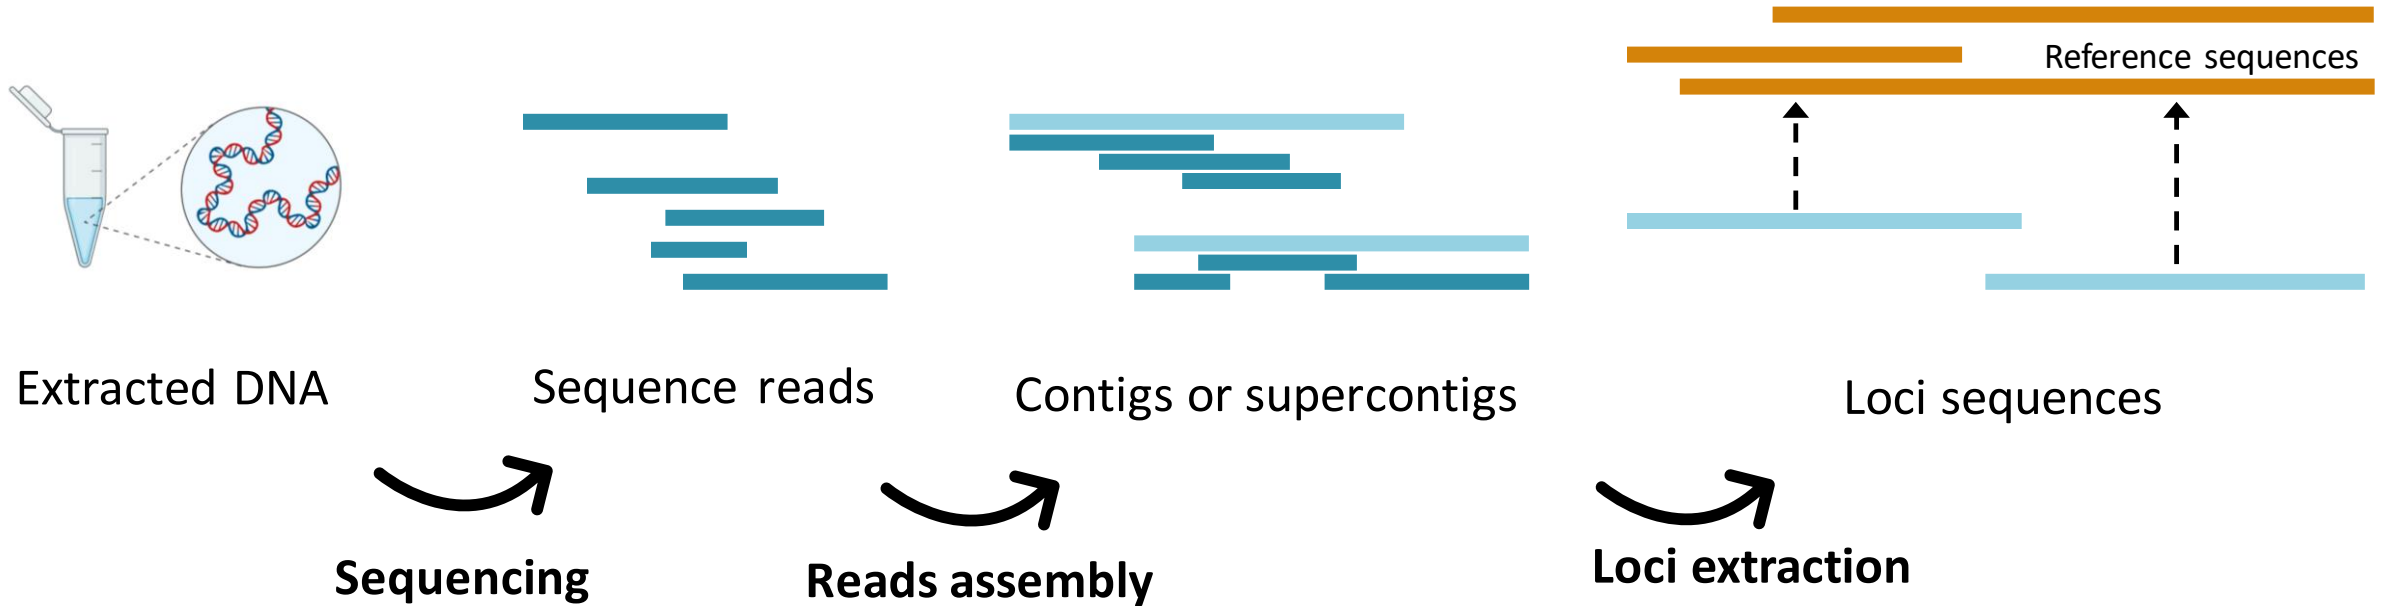 Reference sequences
Extracted DNA
Sequence reads
Contigs or supercontigs
Loci sequences
Sequencing
Reads assembly
Loci extraction